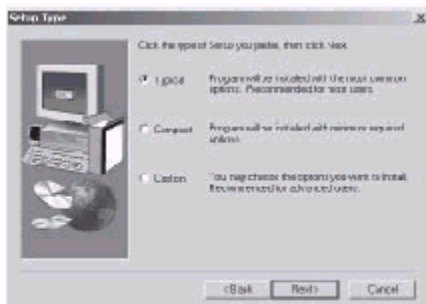 Setup Type
Click the type of Setup you prefer, then click Next.
Typical
Program will be installed with the most common
options. Recommended for most users.
Compact
Program will be installed with minimum required
options.
Custom
You may choose the options you want to install.
Recommended for advanced users.
<Back
Next>
Cancel